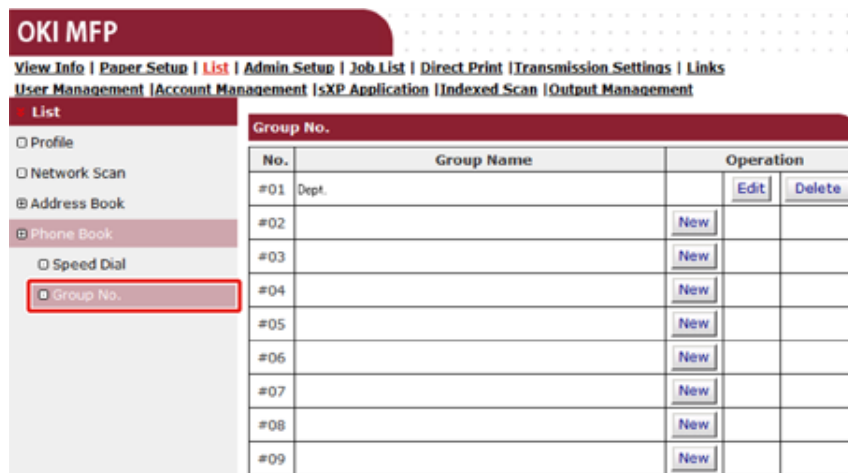 OKI MFP
View Info | Paper Setup | List | Admin Setup | Job List | Direct Print |Transmission Settings | Links
User Management |Account Management |sXP Application |Indexed Scan |Output Management
List
Profile
Network Scan
Address Book
Phone Book
Speed Dial
Group No.
Group No.
No. Group Name Operation
#01 Dept. Edit Delete
#02 New
#03 New
#04 New
#05 New
#06 New
#07 New
#08 New
#09 New